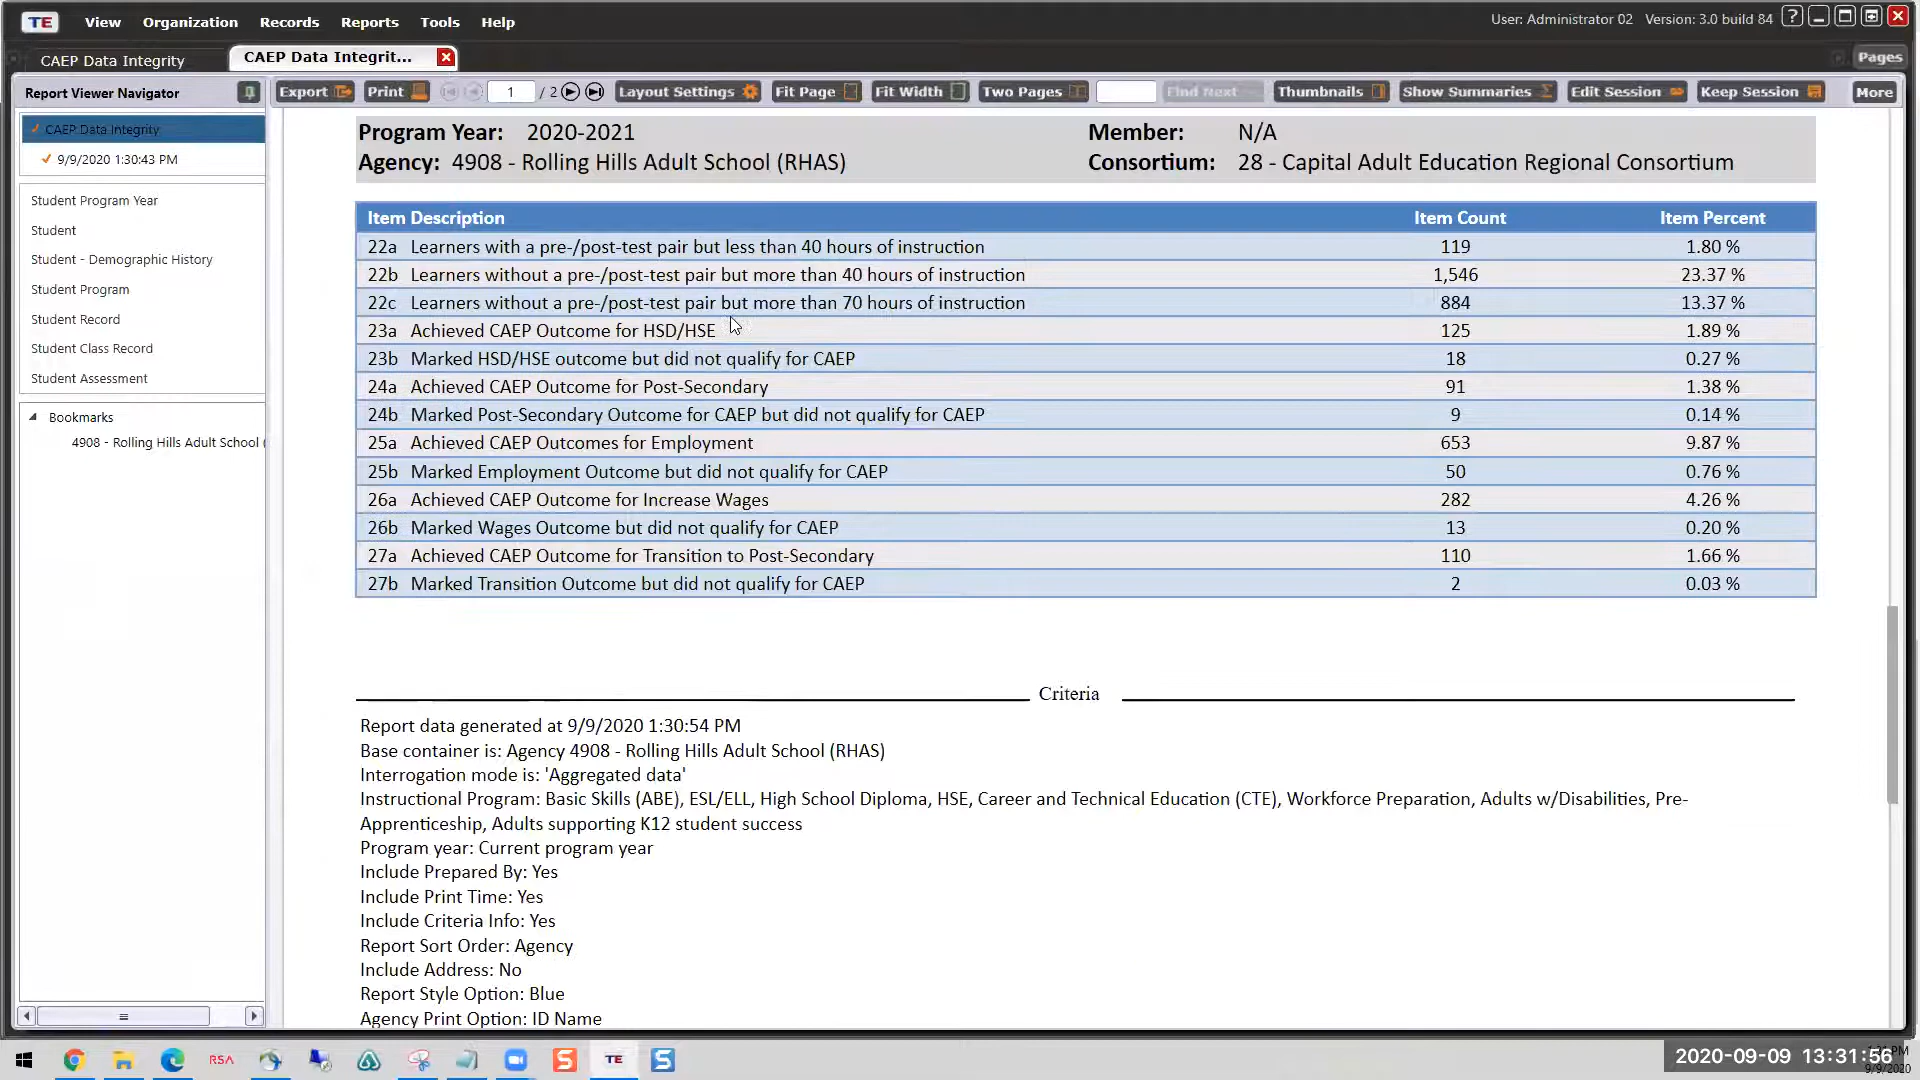 TE View Organization Records Reports Tools Help User: Administrator 02 Version: 3.0 build 84 ?
CAEP Data Integrity CAEP Data Integrit... Pages
Report Viewer Navigator Export Print 1 / 2 Layout Settings Fit Page Fit Width Two Pages Find Next Thumbnails Show Summaries Edit Session Keep Session More
CAEP Data Integrity
9/9/2020 1:30:43 PM
Student Program Year
Student
Student - Demographic History
Student Program
Student Record
Student Class Record
Student Assessment
Bookmarks
4908 - Rolling Hills Adult School (
Program Year: 2020-2021 Member: N/A
Agency: 4908 - Rolling Hills Adult School (RHAS) Consortium: 28 - Capital Adult Education Regional Consortium
Item Description Item Count Item Percent
22a Learners with a pre-/post-test pair but less than 40 hours of instruction 119 1.80 %
22b Learners without a pre-/post-test pair but more than 40 hours of instruction 1,546 23.37 %
22c Learners without a pre-/post-test pair but more than 70 hours of instruction 884 13.37 %
23a Achieved CAEP Outcome for HSD/HSE 125 1.89 %
23b Marked HSD/HSE outcome but did not qualify for CAEP 18 0.27 %
24a Achieved CAEP Outcome for Post-Secondary 91 1.38 %
24b Marked Post-Secondary Outcome for CAEP but did not qualify for CAEP 9 0.14 %
25a Achieved CAEP Outcomes for Employment 653 9.87 %
25b Marked Employment Outcome but did not qualify for CAEP 50 0.76 %
26a Achieved CAEP Outcome for Increase Wages 282 4.26 %
26b Marked Wages Outcome but did not qualify for CAEP 13 0.20 %
27a Achieved CAEP Outcome for Transition to Post-Secondary 110 1.66 %
27b Marked Transition Outcome but did not qualify for CAEP 2 0.03 %
Criteria
Report data generated at 9/9/2020 1:30:54 PM
Base container is: Agency 4908 - Rolling Hills Adult School (RHAS)
Interrogation mode is: 'Aggregated data'
Instructional Program: Basic Skills (ABE), ESL/ELL, High School Diploma, HSE, Career and Technical Education (CTE), Workforce Preparation, Adults w/Disabilities, Pre-
Apprenticeship, Adults supporting K12 student success
Program year: Current program year
Include Prepared By: Yes
Include Print Time: Yes
Include Criteria Info: Yes
Report Sort Order: Agency
Include Address: No
Report Style Option: Blue
Agency Print Option: ID Name
RSA S TE S 2020-09-09 13:31:56
9/9/2020